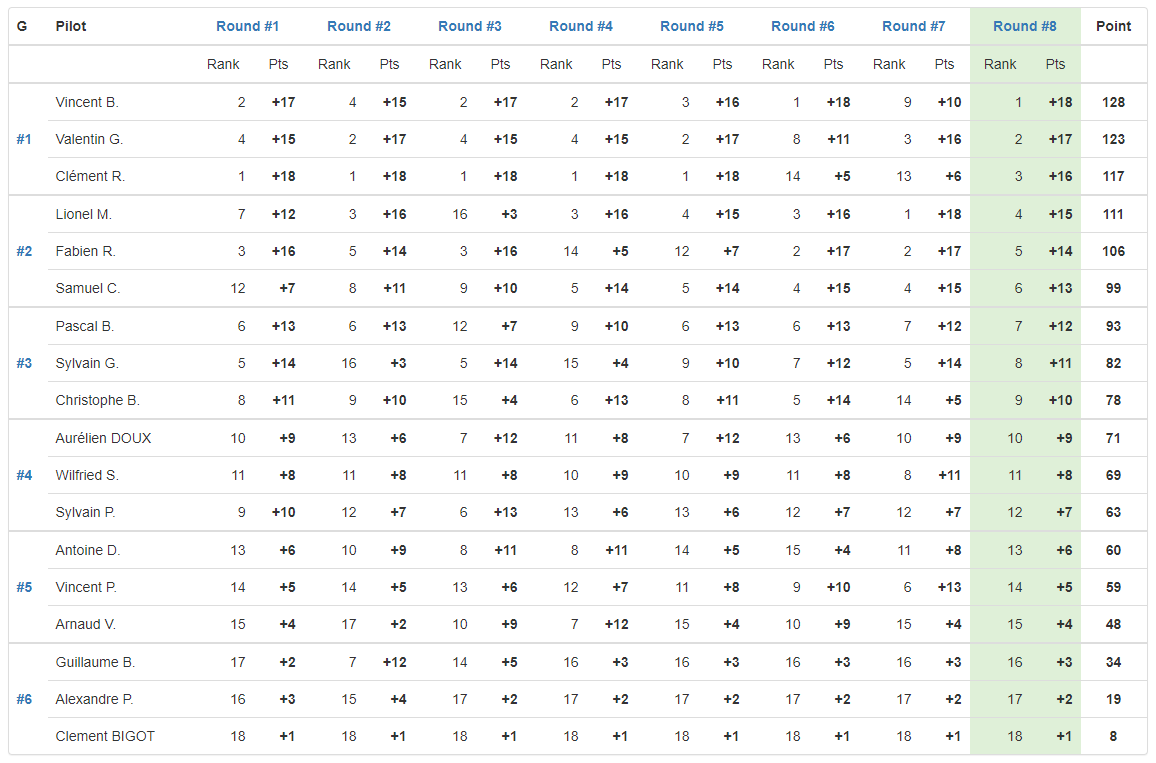 G Pilot Round #1 Round #2 Round #3 Round #4 Round #5 Round #6 Round #7 Round #8 Point
Rank Pts Rank Pts Rank Pts Rank Pts Rank Pts Rank Pts Rank Pts Rank Pts
Vincent B. 2 +17 4 +15 2 +17 2 +17 3 +16 1 +18 9 +10 1 +18 128
#1 Valentin G. 4 +15 2 +17 4 +15 4 +15 2 +17 8 +11 3 +16 2 +17 123
Clément R. 1 +18 1 +18 1 +18 1 +18 1 +18 14 +5 13 +6 3 +16 117
Lionel M. 7 +12 3 +16 16 +3 3 +16 4 +15 3 +16 1 +18 4 +15 111
#2 Fabien R. 3 +16 5 +14 3 +16 14 +5 12 +7 2 +17 2 +17 5 +14 106
Samuel C. 12 +7 8 +11 9 +10 5 +14 5 +14 4 +15 4 +15 6 +13 99
Pascal B. 6 +13 6 +13 12 +7 9 +10 6 +13 6 +13 7 +12 7 +12 93
#3 Sylvain G. 5 +14 16 +3 5 +14 15 +4 9 +10 7 +12 5 +14 8 +11 82
Christophe B. 8 +11 9 +10 15 +4 6 +13 8 +11 5 +14 14 +5 9 +10 78
Aurélien DOUX 10 +9 13 +6 7 +12 11 +8 7 +12 13 +6 10 +9 10 +9 71
#4 Wilfried S. 11 +8 11 +8 11 +8 10 +9 10 +9 11 +8 8 +11 11 +8 69
Sylvain P. 9 +10 12 +7 6 +13 13 +6 13 +6 12 +7 12 +7 12 +7 63
Antoine D. 13 +6 10 +9 8 +11 8 +11 14 +5 15 +4 11 +8 13 +6 60
#5 Vincent P. 14 +5 14 +5 13 +6 12 +7 11 +8 9 +10 6 +13 14 +5 59
Arnaud V. 15 +4 17 +2 10 +9 7 +12 15 +4 10 +9 15 +4 15 +4 48
Guillaume B. 17 +2 7 +12 14 +5 16 +3 16 +3 16 +3 16 +3 16 +3 34
#6 Alexandre P. 16 +3 15 +4 17 +2 17 +2 17 +2 17 +2 17 +2 17 +2 19
Clement BIGOT 18 +1 18 +1 18 +1 18 +1 18 +1 18 +1 18 +1 18 +1 8